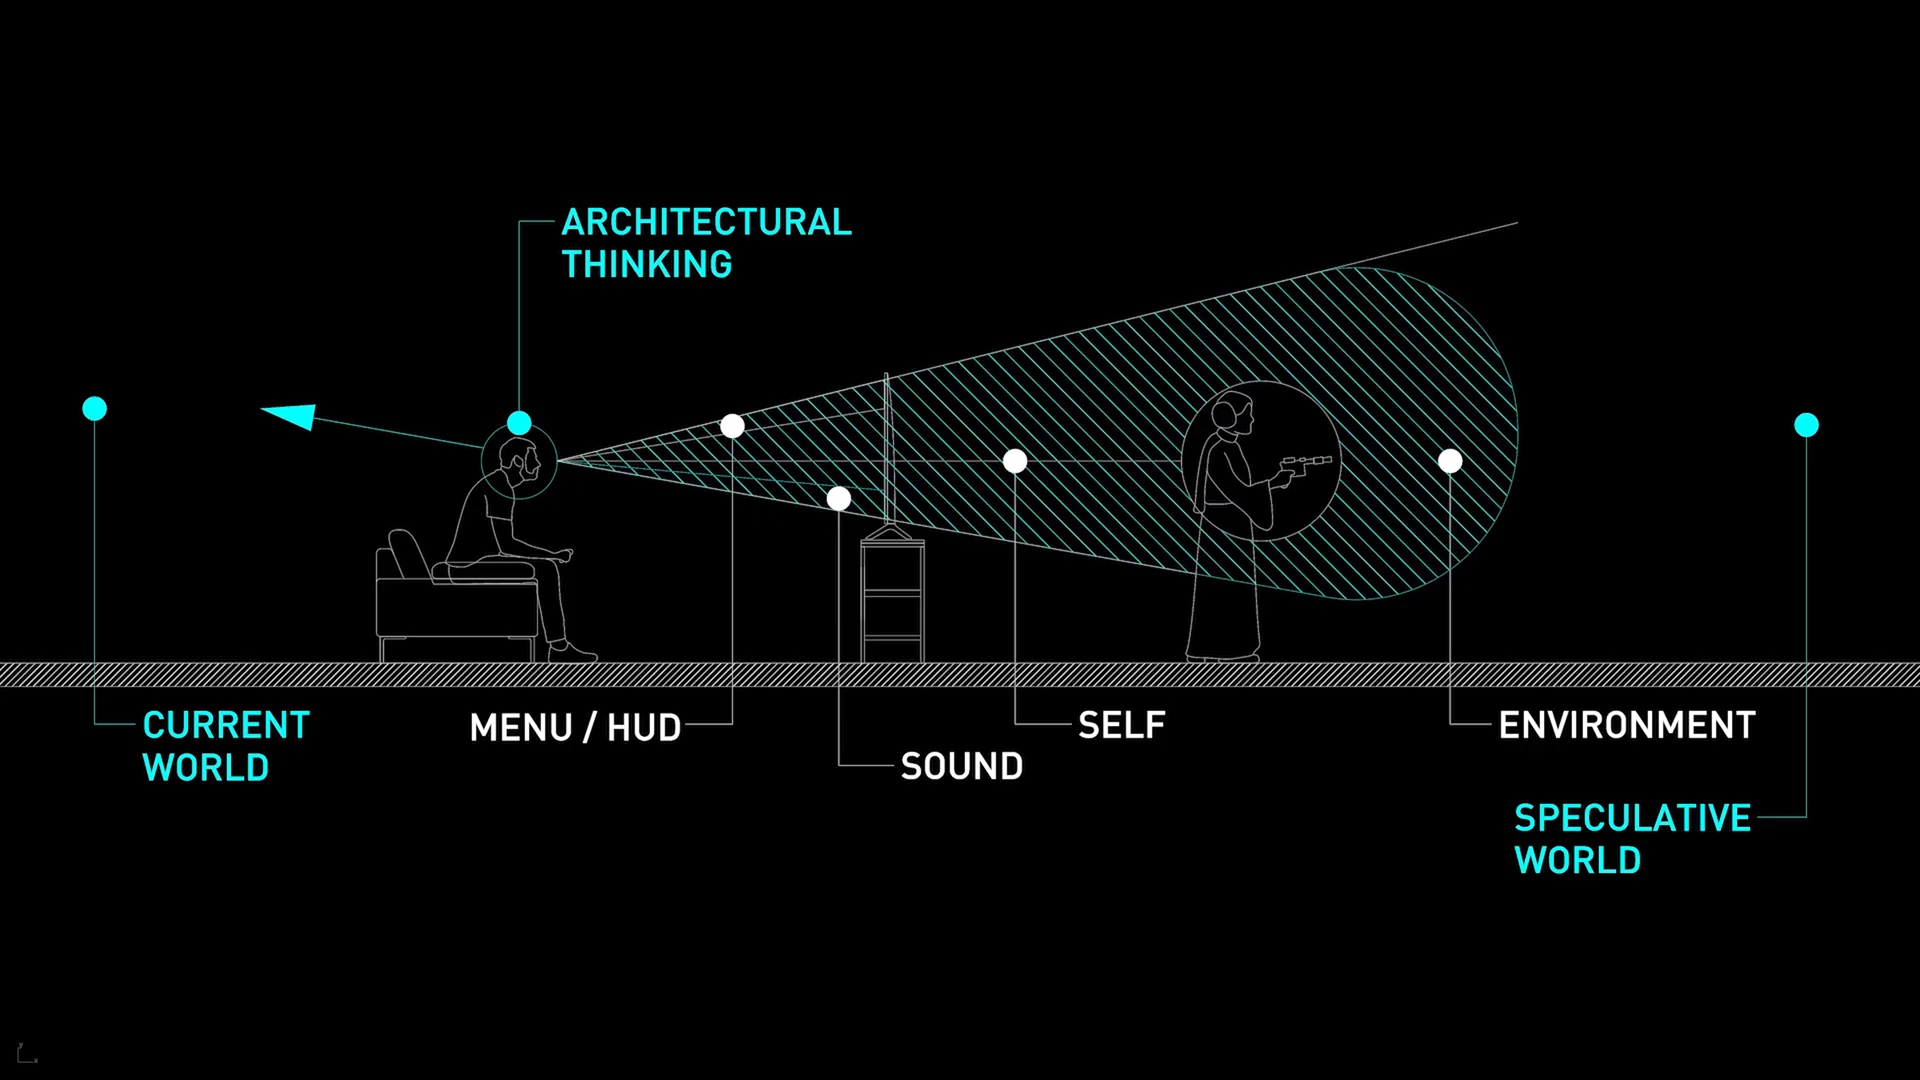 ARCHITECTURAL
THINKING
CURRENT
WORLD
MENU / HUD
SOUND
SELF
ENVIRONMENT
SPECULATIVE
WORLD
y
x